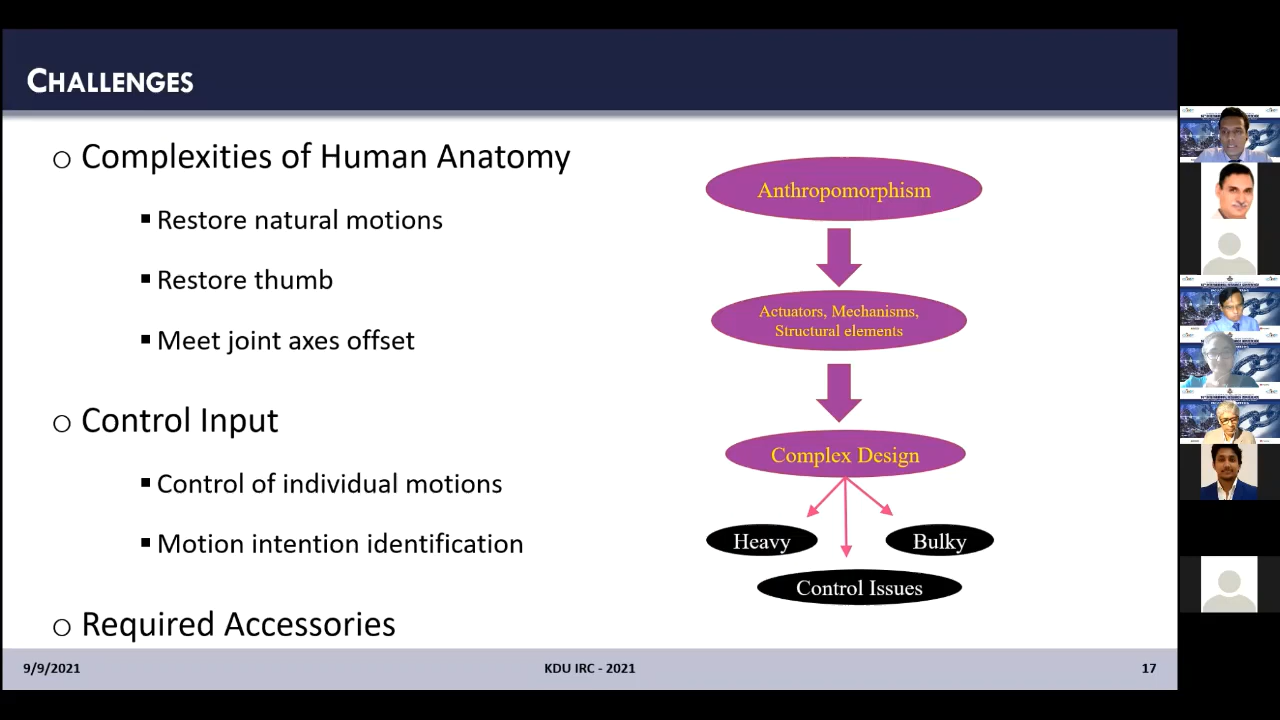 CHALLENGES
○ Complexities of Human Anatomy
▪ Restore natural motions
▪ Restore thumb
▪ Meet joint axes offset
○ Control Input
▪ Control of individual motions
▪ Motion intention identification
○ Required Accessories
Anthropomorphism
Actuators, Mechanisms,
Structural elements
Complex Design
Heavy
Bulky
Control Issues
9/9/2021
KDU IRC - 2021
17